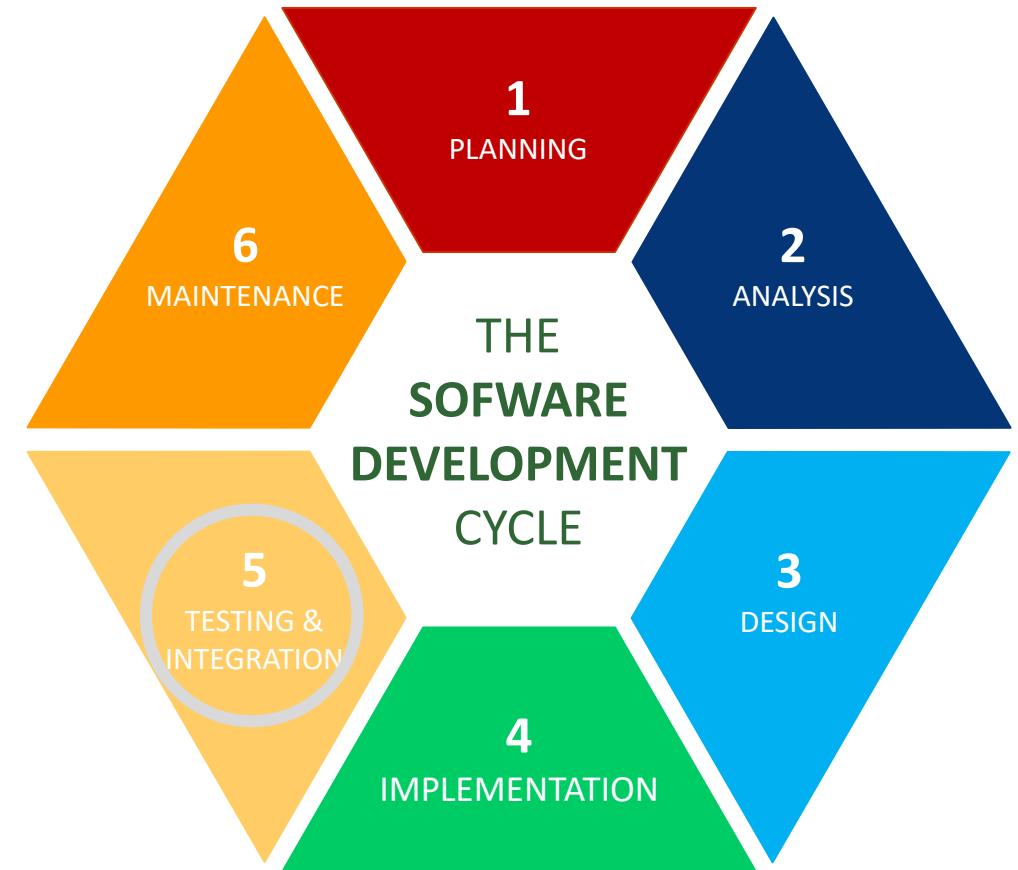 1
PLANNING
2
ANALYSIS
3
DESIGN
4
IMPLEMENTATION
5
TESTING &
INTEGRATION
6
MAINTENANCE
THE
SOFWARE
DEVELOPMENT
CYCLE